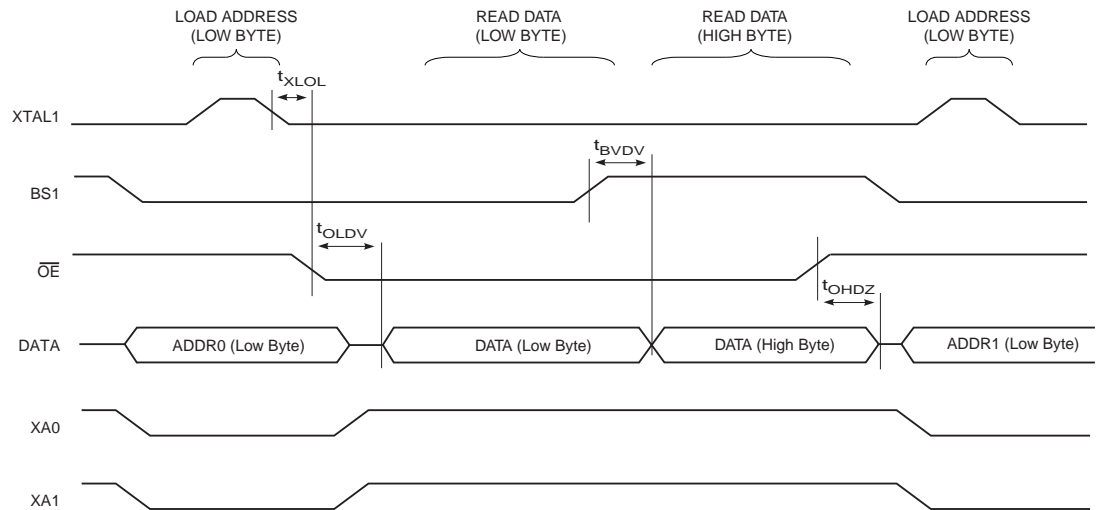 LOAD ADDRESS
(LOW BYTE)
READ DATA
(LOW BYTE)
READ DATA
(HIGH BYTE)
LOAD ADDRESS
(LOW BYTE)
tXLOL
XTAL1
tBVDV
BS1
tOLDV
OE
tOHDZ
DATA
ADDR0 (Low Byte)
DATA (Low Byte)
DATA (High Byte)
ADDR1 (Low Byte)
XA0
XA1